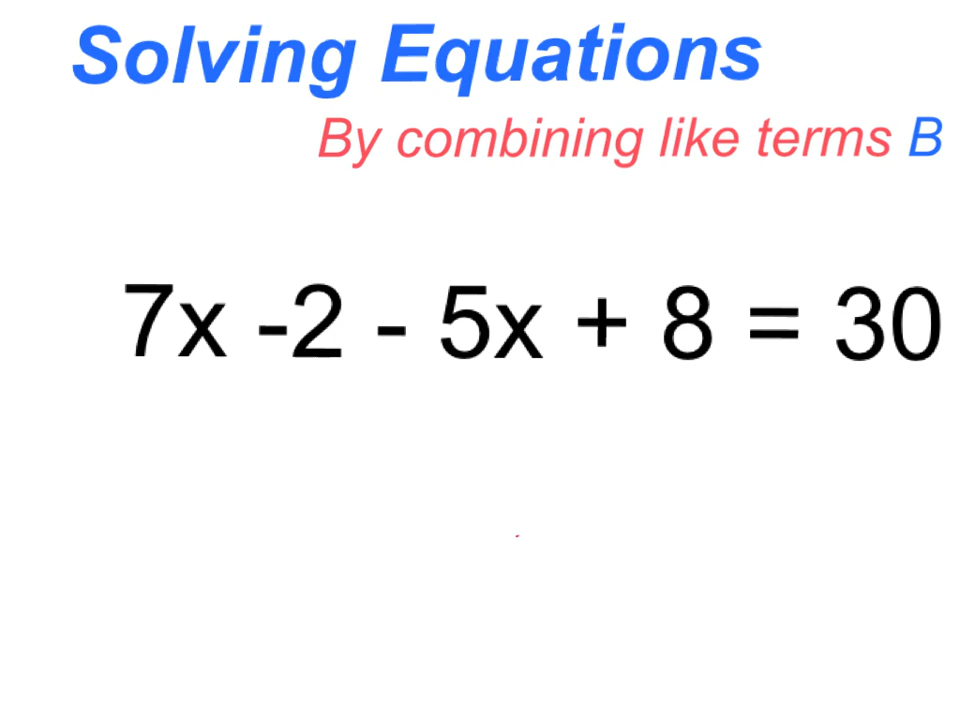 Solving Equations
By combining like terms B
7x -2 - 5x + 8 = 30